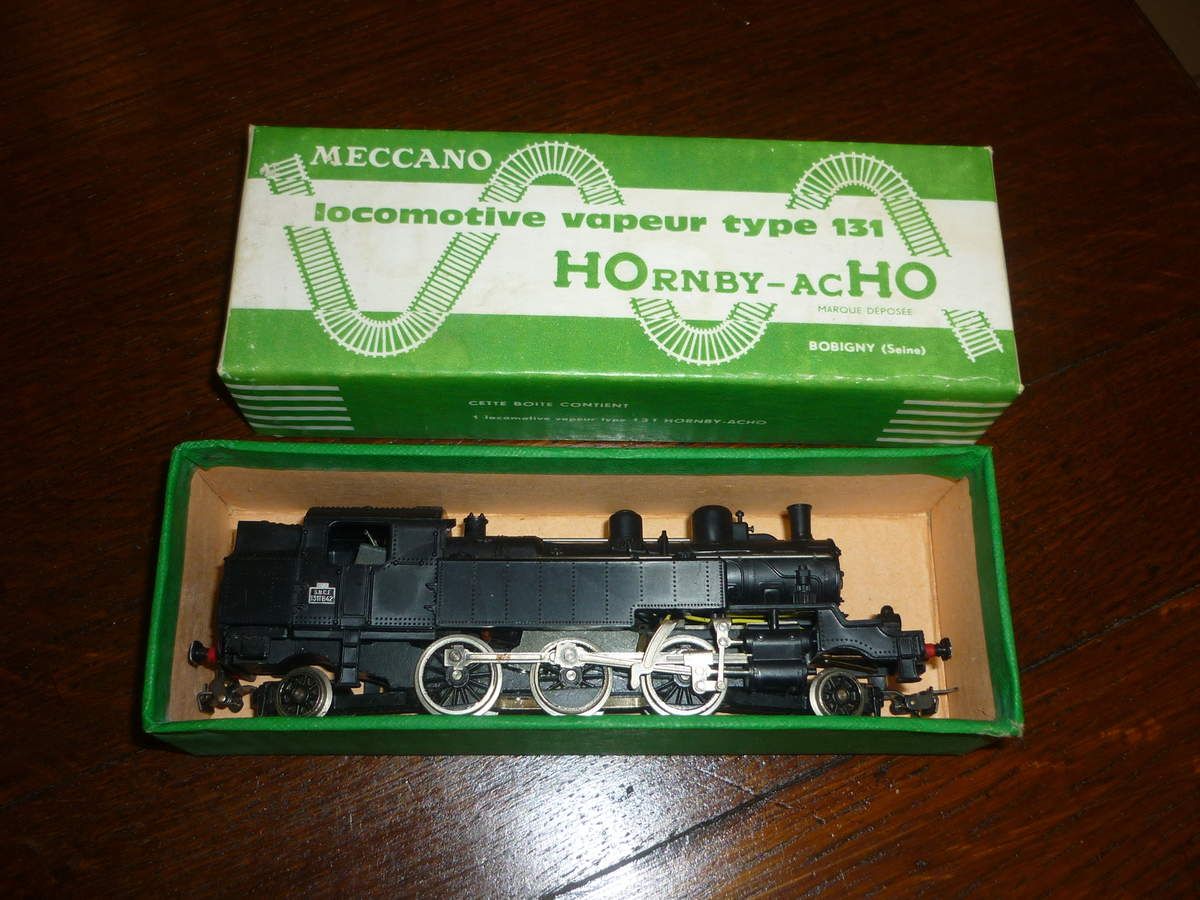 MECCANO
locomotive vapeur type 131
HORNBY-ACHO
MARQUE DÉPOSÉE
BOBIGNY (Seine)
CETTE BOITE CONTIENT
1 locomotive vapeur type 131 HORNBY-ACHO
S.N.C.F.